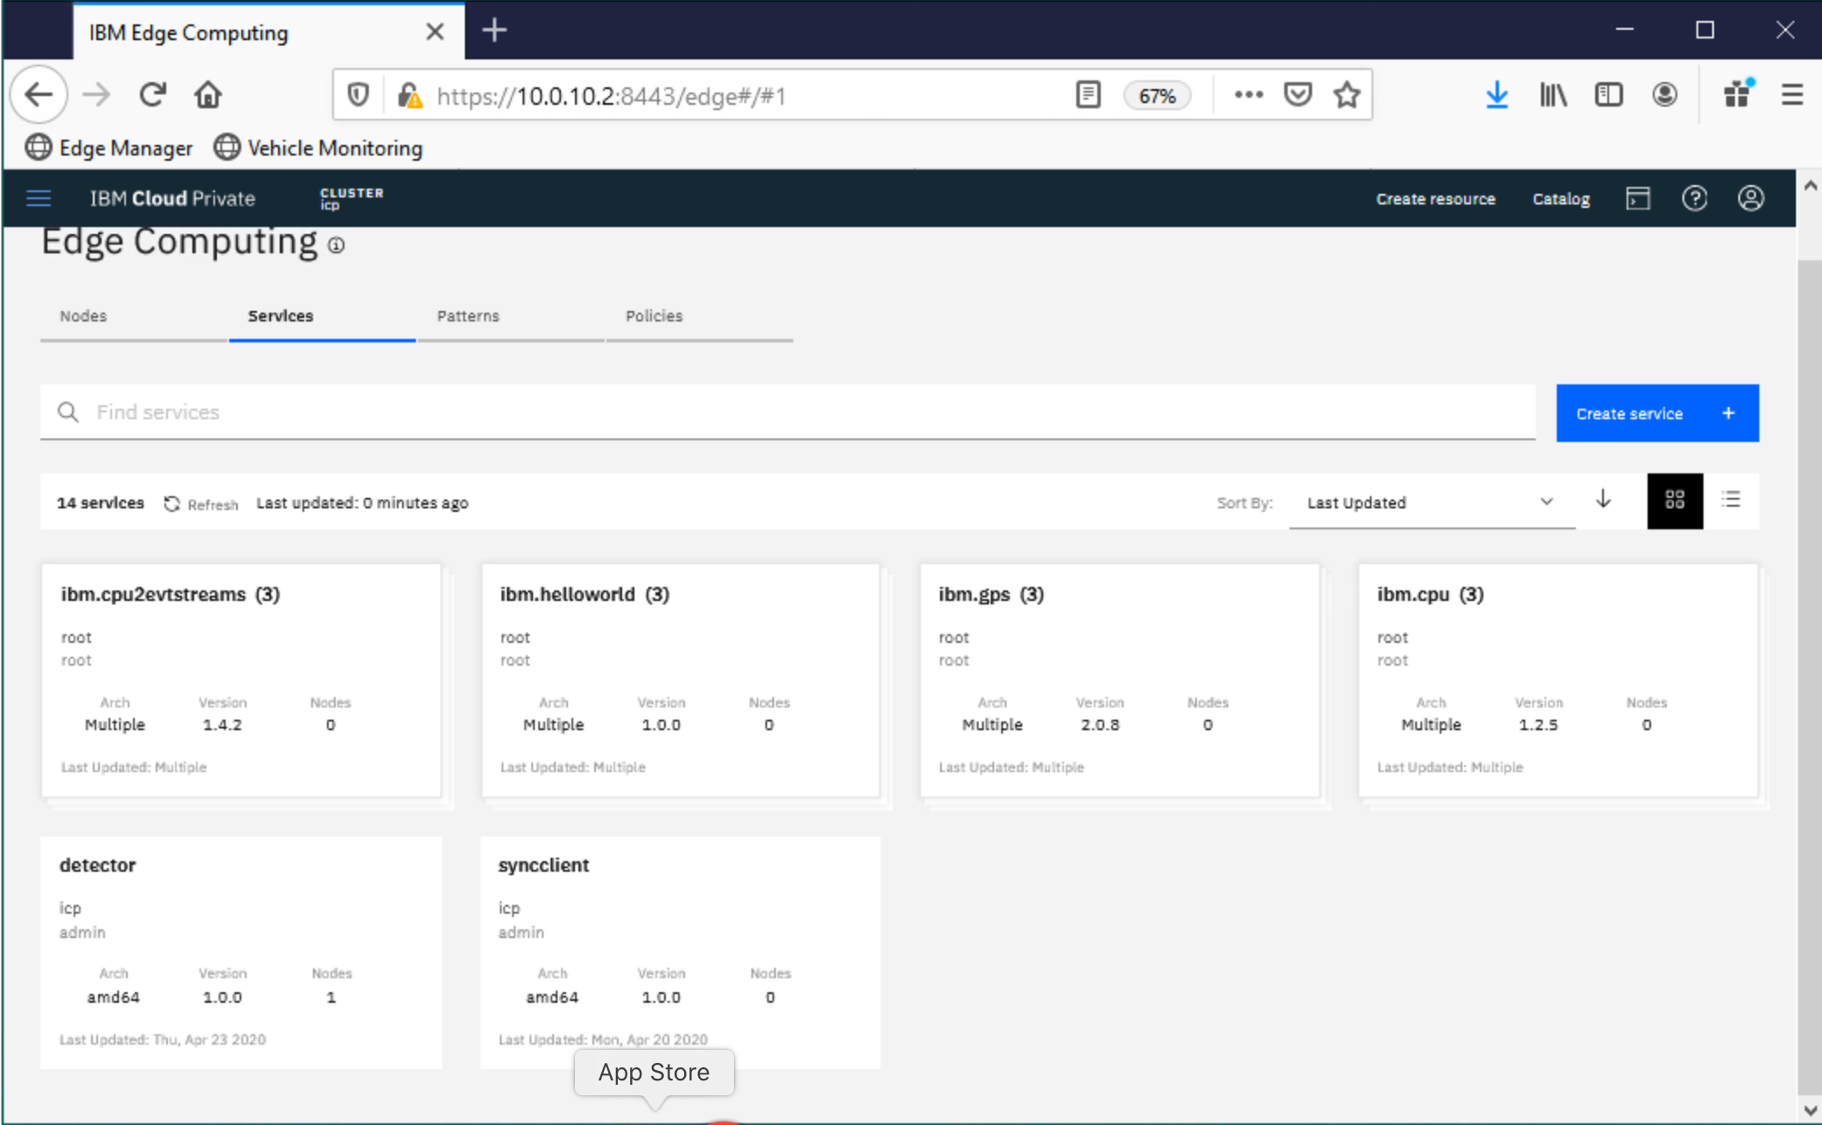 IBM Edge Computing
https://10.0.10.2:8443/edge#/#1
67%
Edge Manager Vehicle Monitoring
IBM Cloud Private CLUSTER icp Create resource Catalog
Edge Computing
Nodes Services Patterns Policies
Find services Create service +
14 services Refresh Last updated: 0 minutes ago Sort By: Last Updated
ibm.cpu2evtstreams (3)
root
root
Arch Version Nodes
Multiple 1.4.2 0
Last Updated: Multiple
ibm.helloworld (3)
root
root
Arch Version Nodes
Multiple 1.0.0 0
Last Updated: Multiple
ibm.gps (3)
root
root
Arch Version Nodes
Multiple 2.0.8 0
Last Updated: Multiple
ibm.cpu (3)
root
root
Arch Version Nodes
Multiple 1.2.5 0
Last Updated: Multiple
detector
icp
admin
Arch Version Nodes
amd64 1.0.0 1
Last Updated: Thu, Apr 23 2020
syncclient
icp
admin
Arch Version Nodes
amd64 1.0.0 0
Last Updated: Mon, Apr 20 2020
App Store